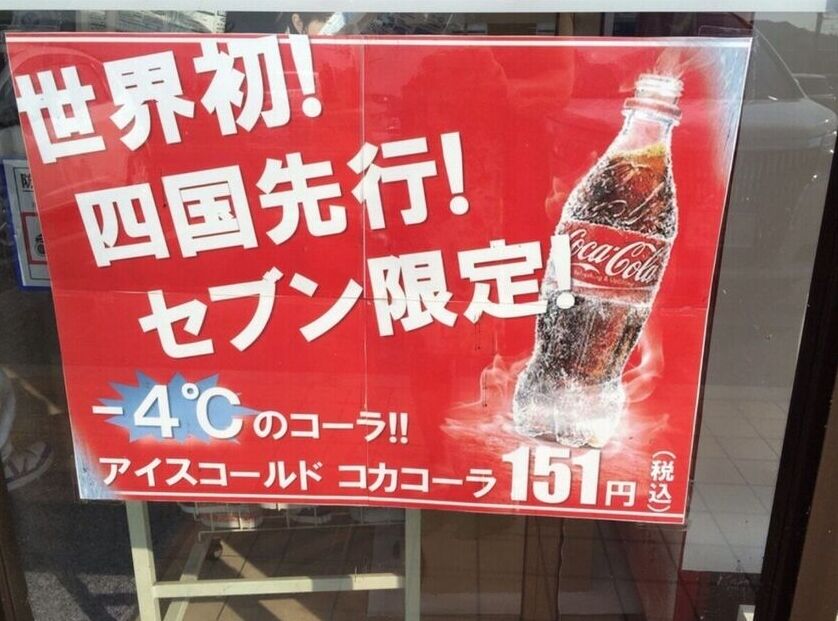 世界初!
四国先行!
セブン限定!
Coca-Cola
-4℃のコーラ!!
アイスコールド コカコーラ 151円(税込)
防